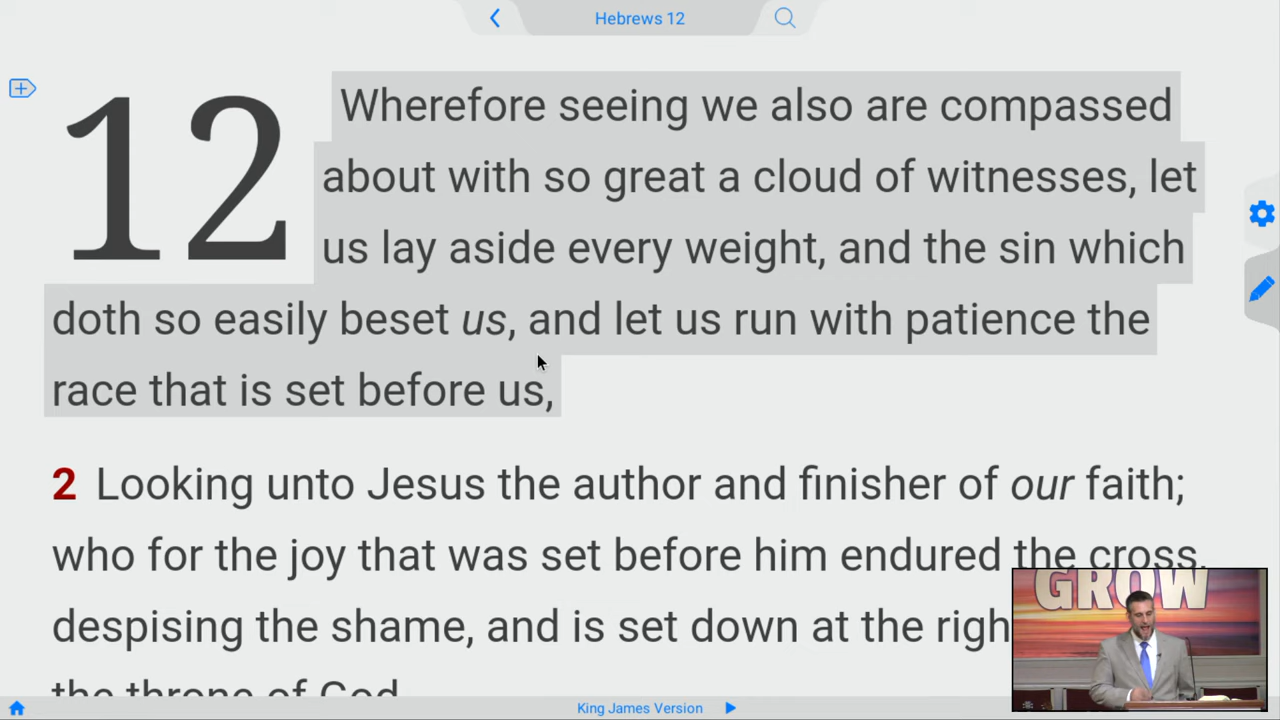 Hebrews 12
12 Wherefore seeing we also are compassed
about with so great a cloud of witnesses, let
us lay aside every weight, and the sin which
doth so easily beset us, and let us run with patience the
race that is set before us,
2 Looking unto Jesus the author and finisher of our faith;
who for the joy that was set before him endured the cross,
despising the shame, and is set down at the righ
the throne of God.
GROW
King James Version